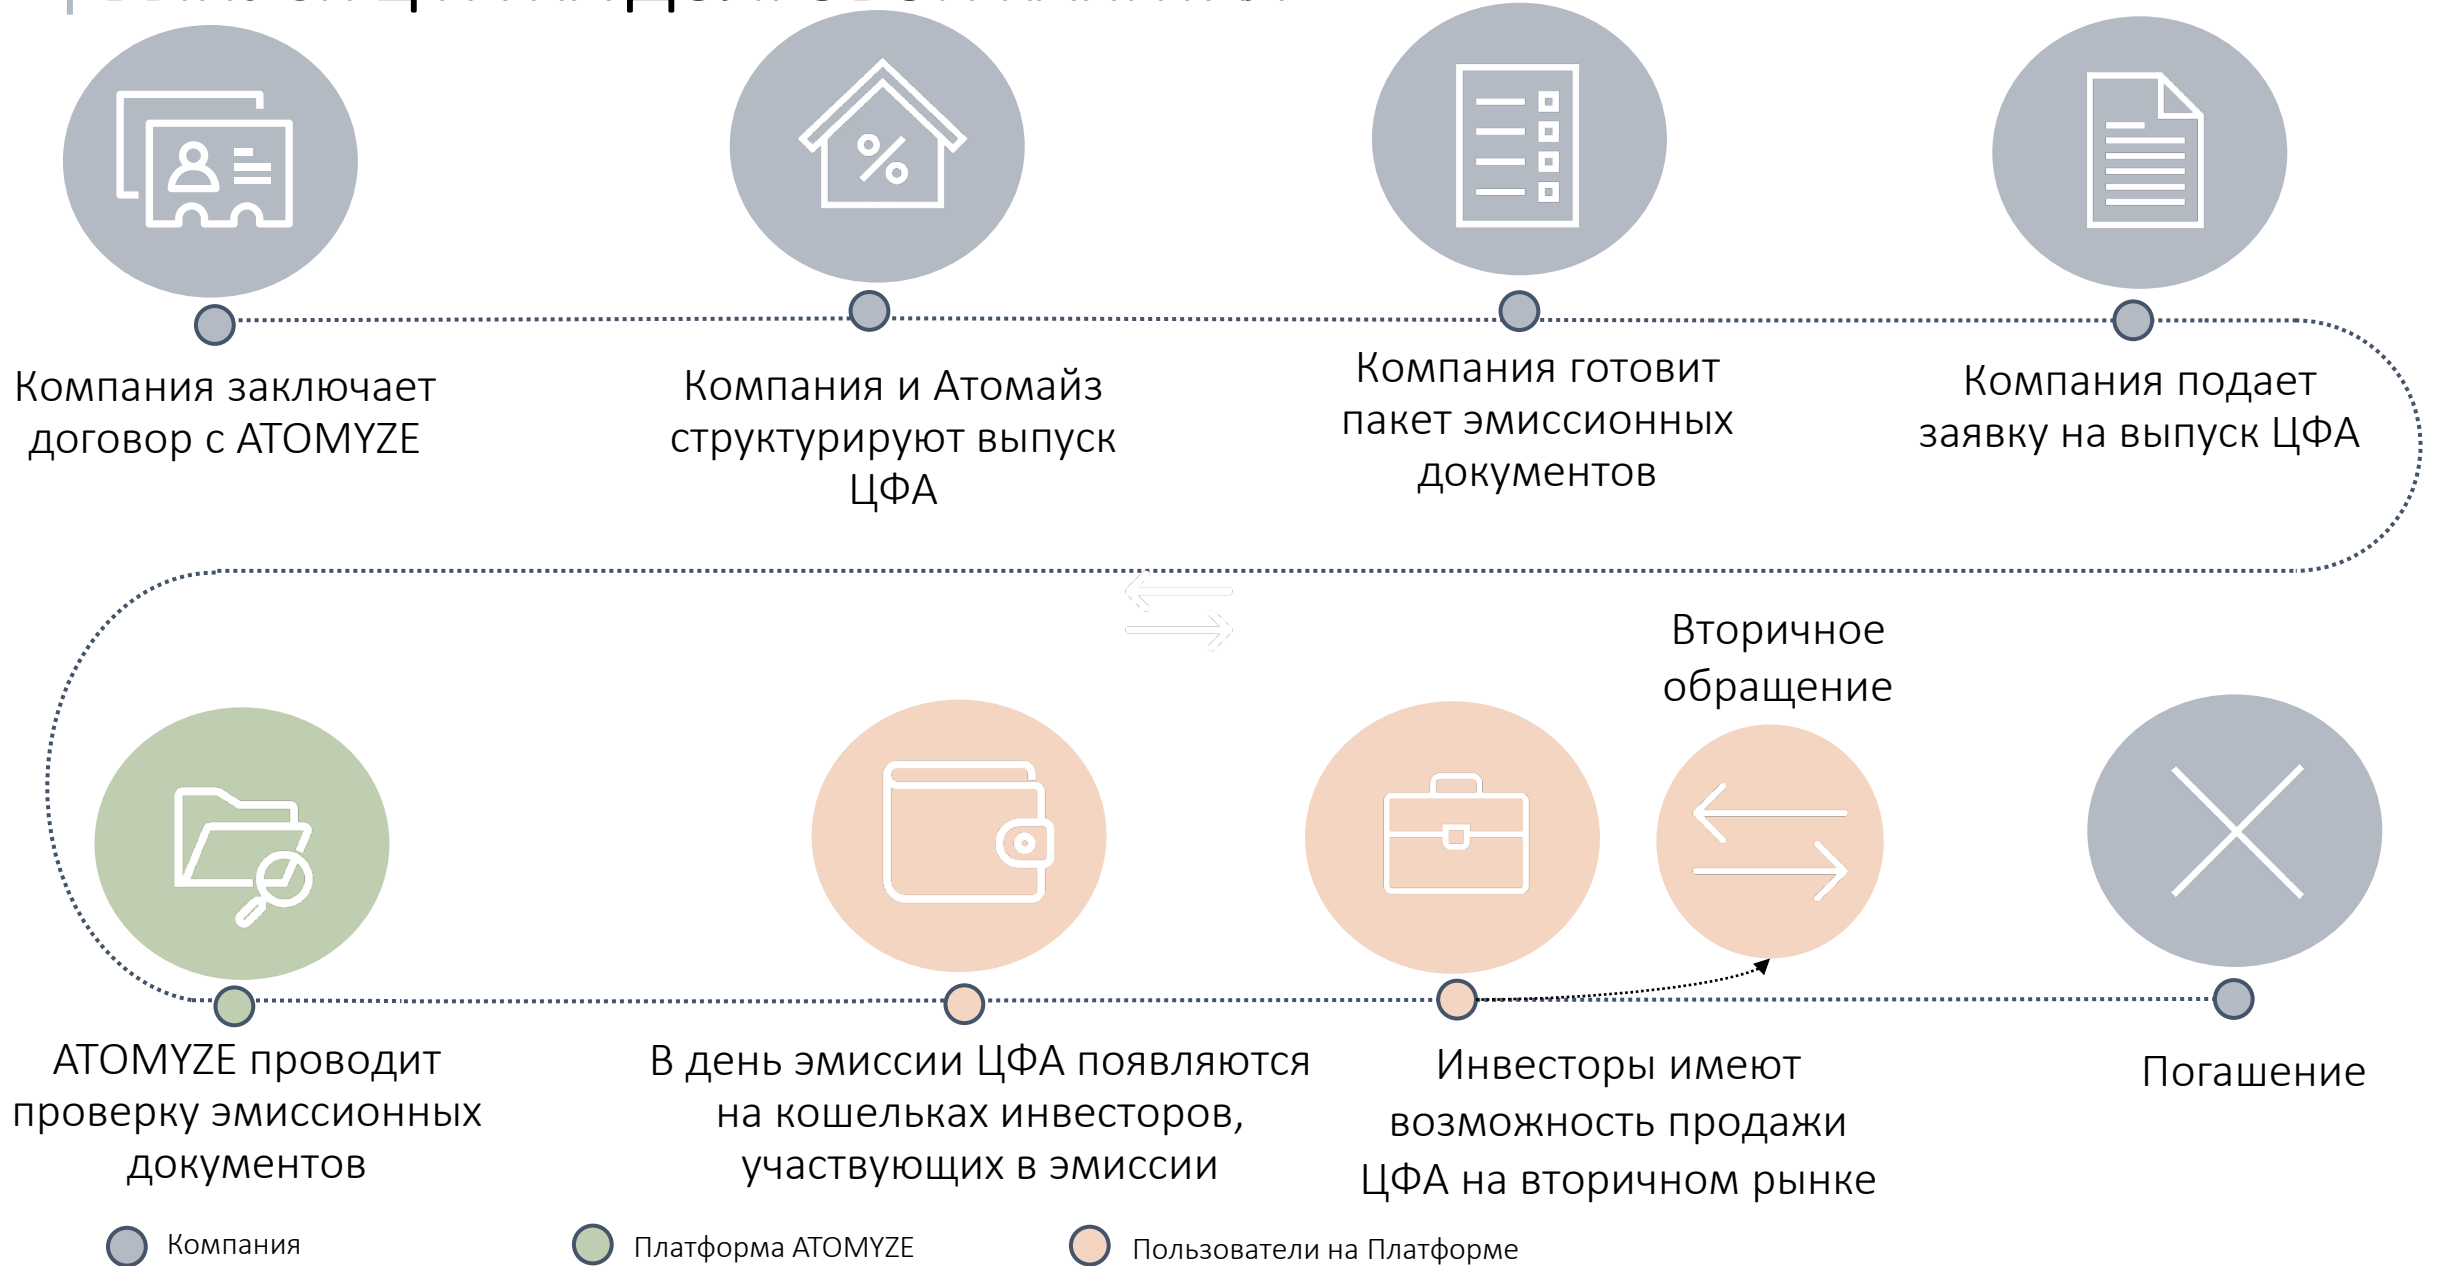 Компания заключает
договор с ATOMYZE
Компания и Атомайз
структурируют выпуск
ЦФА
Компания готовит
пакет эмиссионных
документов
Компания подает
заявку на выпуск ЦФА
Вторичное
обращение
ATOMYZE проводит
проверку эмиссионных
документов
В день эмиссии ЦФА появляются
на кошельках инвесторов,
участвующих в эмиссии
Инвесторы имеют
возможность продажи
ЦФА на вторичном рынке
Погашение
Компания
Платформа ATOMYZE
Пользователи на Платформе